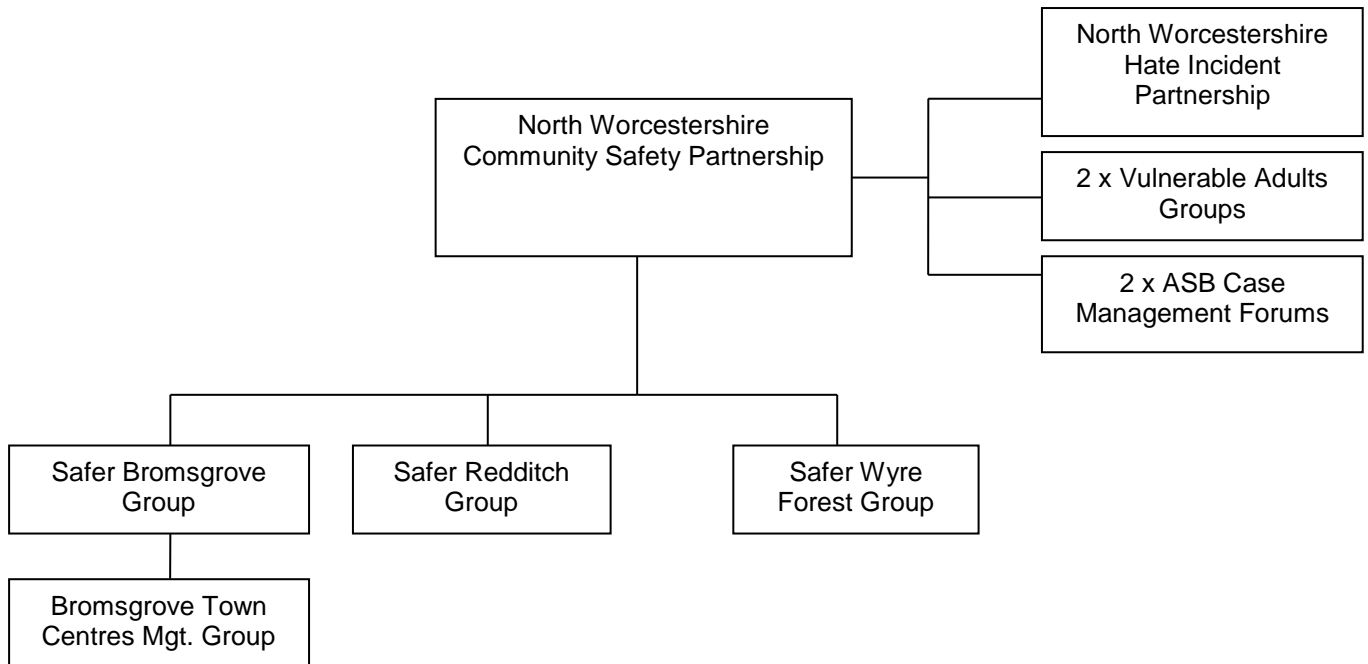 North Worcestershire
Hate Incident
Partnership
North Worcestershire
Community Safety Partnership
2 x Vulnerable Adults
Groups
2 x ASB Case
Management Forums
Safer Bromsgrove
Group
Safer Redditch
Group
Safer Wyre
Forest Group
Bromsgrove Town
Centres Mgt. Group